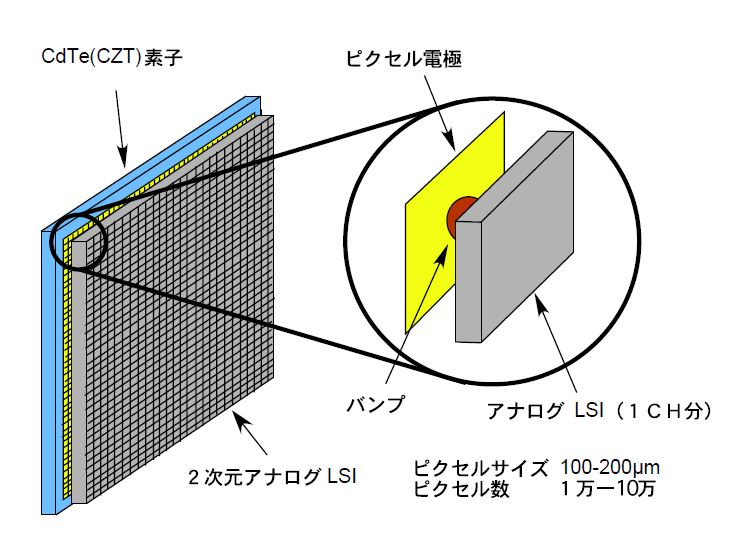 CdTe(CZT)素子
ピクセル電極
バンプ
アナログ LSI（１ＣＨ分）
２次元アナログ LSI
ピクセルサイズ 100-200μm
ピクセル数 １万ー10万